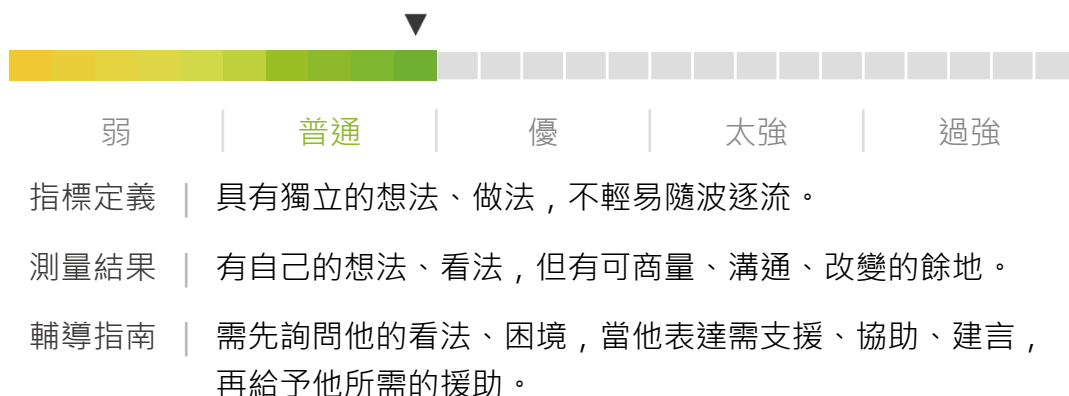 弱 | 普通 | 優 | 太強 | 過強
指標定義 | 具有獨立的想法、做法，不輕易隨波逐流。
測量結果 | 有自己的想法、看法，但有可商量、溝通、改變的餘地。
輔導指南 | 需先詢問他的看法、困境，當他表達需支援、協助、建言，
再給予他所需的援助。